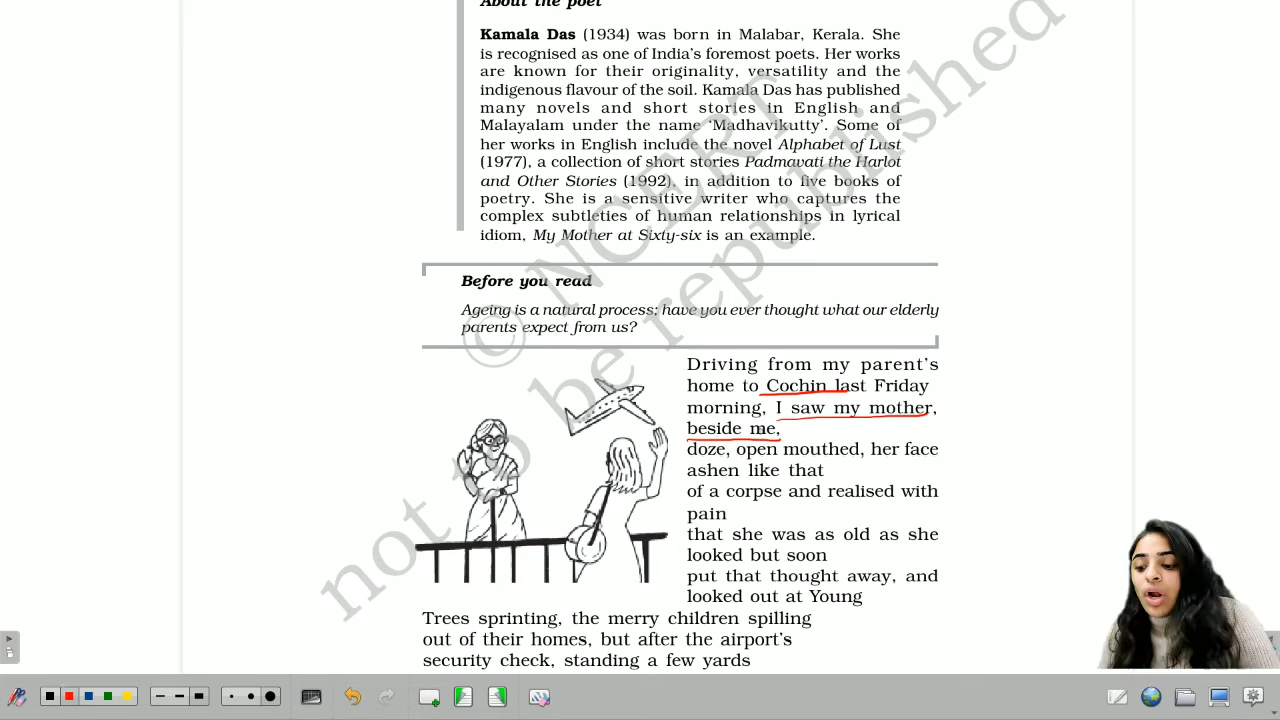 About the poet
Kamala Das (1934) was born in Malabar, Kerala. She
is recognised as one of India's foremost poets. Her works
are known for their originality, versatility and the
indigenous flavour of the soil. Kamala Das has published
many novels and short stories in English and
Malayalam under the name 'Madhavikutty'. Some of
her works in English include the novel Alphabet of Lust
(1977), a collection of short stories Padmavati the Harlot
and Other Stories (1992), in addition to five books of
poetry. She is a sensitive writer who captures the
complex subtleties of human relationships in lyrical
idiom, My Mother at Sixty-six is an example.
Before you read
Ageing is a natural process; have you ever thought what our elderly
parents expect from us?
Driving from my parent's
home to Cochin last Friday
morning, I saw my mother,
beside me,
doze, open mouthed, her face
ashen like that
of a corpse and realised with
pain
that she was as old as she
looked but soon
put that thought away, and
looked out at Young
Trees sprinting, the merry children spilling
out of their homes, but after the airport's
security check, standing a few yards
© NCERT
not to be republished